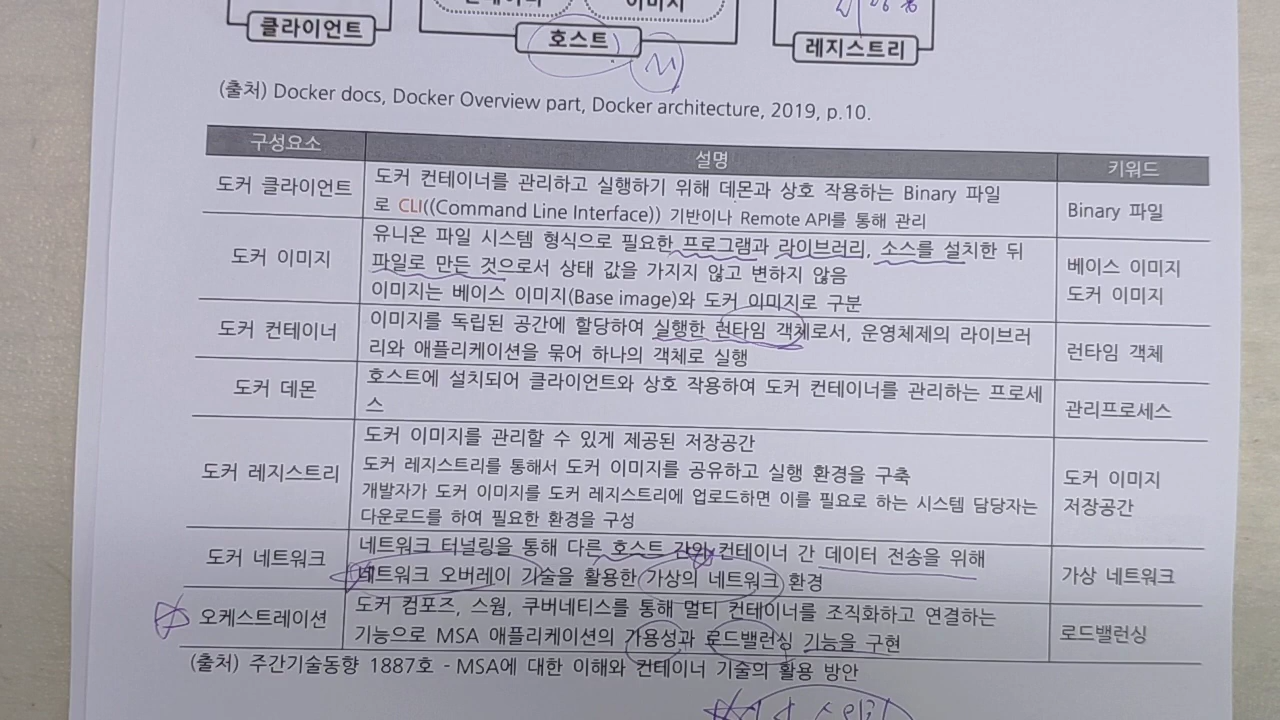 클라이언트
호스트
레지스트리
(출처) Docker docs, Docker Overview part, Docker architecture, 2019, p.10.
구성요소 설명 키워드
도커 클라이언트
도커 컨테이너를 관리하고 실행하기 위해 데몬과 상호 작용하는 Binary 파일
로 CLI((Command Line Interface)) 기반이나 Remote API를 통해 관리
Binary 파일
도커 이미지
유니온 파일 시스템 형식으로 필요한 프로그램과 라이브러리, 소스를 설치한 뒤
파일로 만든 것으로서 상태 값을 가지지 않고 변하지 않음
이미지는 베이스 이미지(Base image)와 도커 이미지로 구분
베이스 이미지
도커 이미지
도커 컨테이너
이미지를 독립된 공간에 할당하여 실행한 런타임 객체로서, 운영체제의 라이브러
리와 애플리케이션을 묶어 하나의 객체로 실행
런타임 객체
도커 데몬
호스트에 설치되어 클라이언트와 상호 작용하여 도커 컨테이너를 관리하는 프로세
스
관리프로세스
도커 레지스트리
도커 이미지를 관리할 수 있게 제공된 저장공간
도커 레지스트리를 통해서 도커 이미지를 공유하고 실행 환경을 구축
개발자가 도커 이미지를 도커 레지스트리에 업로드하면 이를 필요로 하는 시스템 담당자는
다운로드를 하여 필요한 환경을 구성
도커 이미지
저장공간
도커 네트워크
네트워크 터널링을 통해 다른 호스트 간의 컨테이너 간 데이터 전송을 위해
네트워크 오버레이 기술을 활용한 가상의 네트워크 환경
가상 네트워크
오케스트레이션
도커 컴포즈, 스웜, 쿠버네티스를 통해 멀티 컨테이너를 조직화하고 연결하는
기능으로 MSA 애플리케이션의 가용성과 로드밸런싱 기능을 구현
로드밸런싱
(출처) 주간기술동향 1887호 - MSA에 대한 이해와 컨테이너 기술의 활용 방안